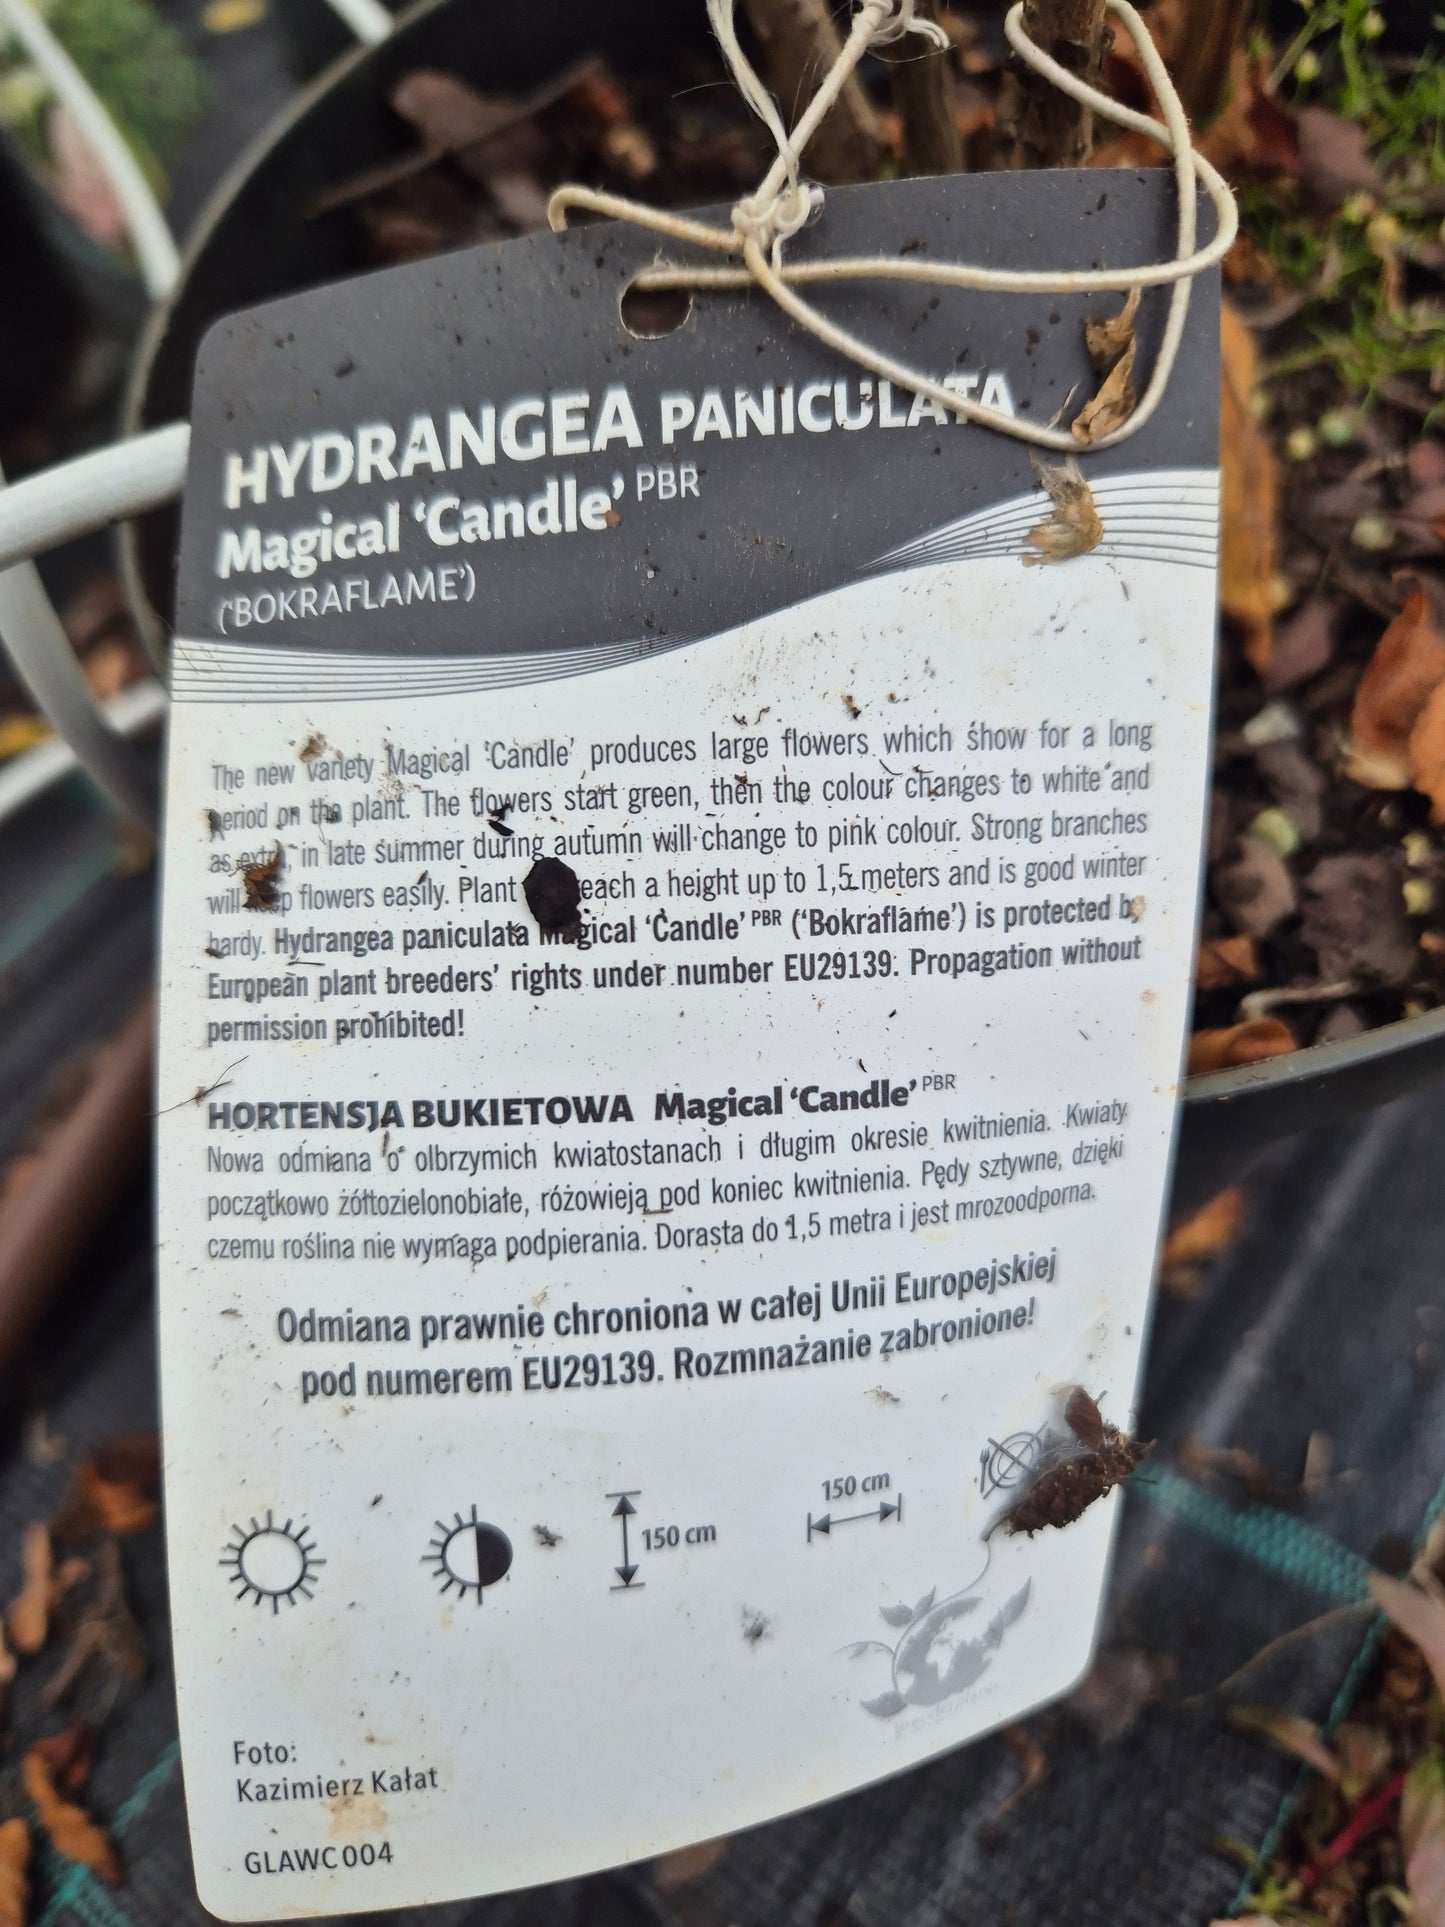 HYDRANGEA PANICULATA
Magical ‘Candle’ PBR
(‘BOKRAFLAME’)
The new variety Magical ‘Candle’ produces large flowers which show for a long
period on the plant. The flowers start green, then the colour changes to white and
as extra, in late summer during autumn will change to pink colour. Strong branches
will flowers easily. Plant a height up to 1,5 meters and is good winter
hardy. Hydrangea paniculata Magical ‘Candle’ PBR (‘Bokraflame’) is protected by
European plant breeders’ rights under number EU29139. Propagation without
permission prohibited!
HORTENSJA BUKIETOWA Magical ‘Candle’ PBR
Nowa odmiana o olbrzymich kwiatostanach i długim okresie kwitnienia. Kwiaty
początkowo żółtozielonobiałe, różowieją pod koniec kwitnienia. Pędy sztywne, dzięki
czemu roślina nie wymaga podpierania. Dorasta do 1,5 metra i jest mrozoodporna.
Odmiana prawnie chroniona w całej Unii Europejskiej
pod numerem EU29139. Rozmnażanie zabronione!
150 cm
150 cm
Foto:
Kazimierz Kałat
GLAWC004